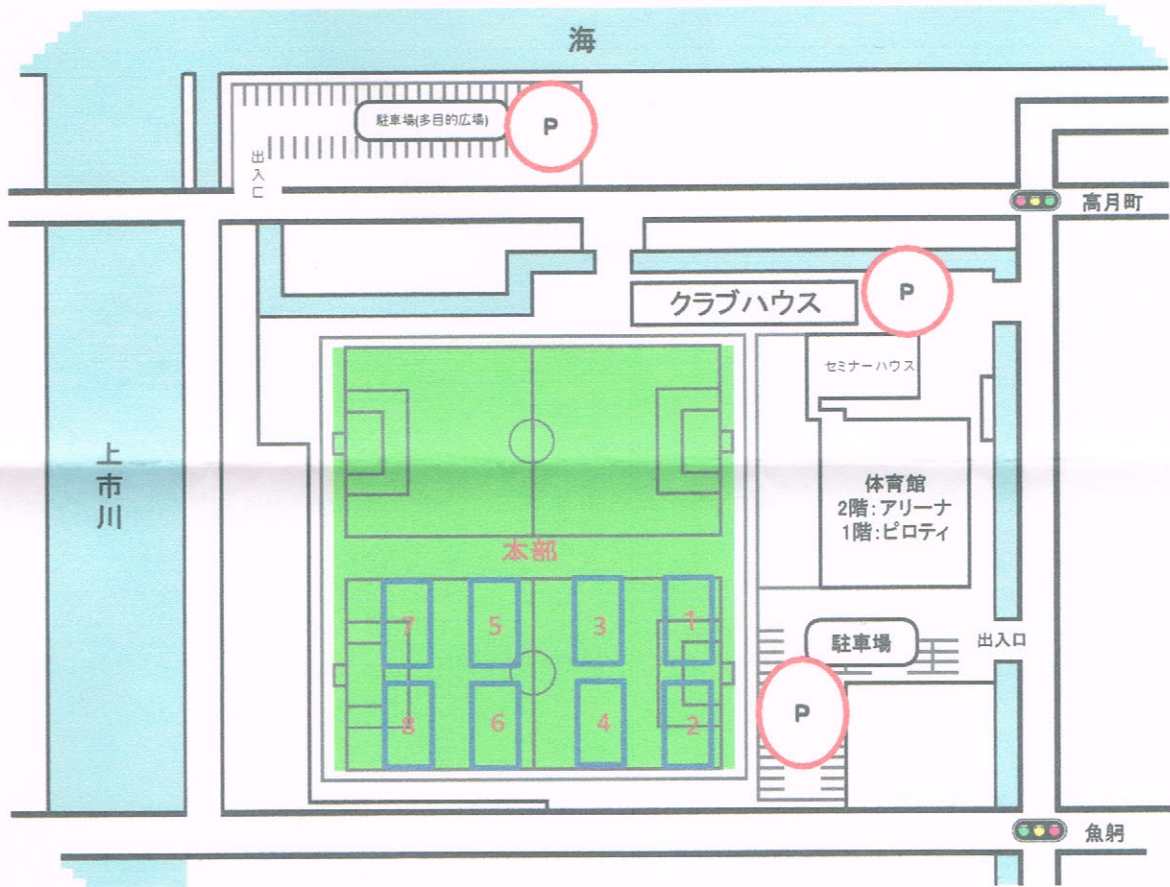 海
駐車場(多目的広場)
P
出入口
高月町
クラブハウス
P
セミナーハウス
上市川
体育館
2階:アリーナ
1階:ピロティ
本部
7
5
3
1
駐車場
出入口
8
6
4
2
P
魚躬